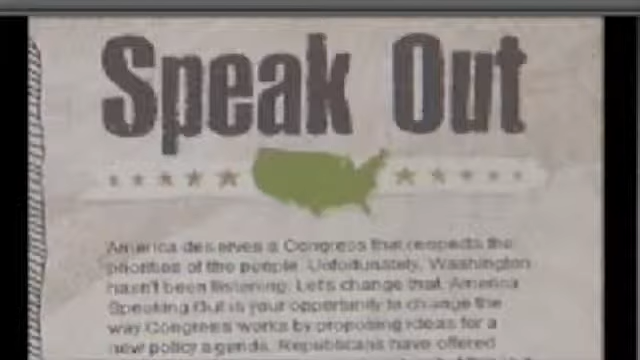 Speak Out
America deserves a Congress that respects the
priorities of the people. Unfortunately, Washington
hasn't been listening. Let's change that. America
Speaking Out is your opportunity to change the
way Congress works by proposing ideas for a
new policy agenda. Republicans have offered